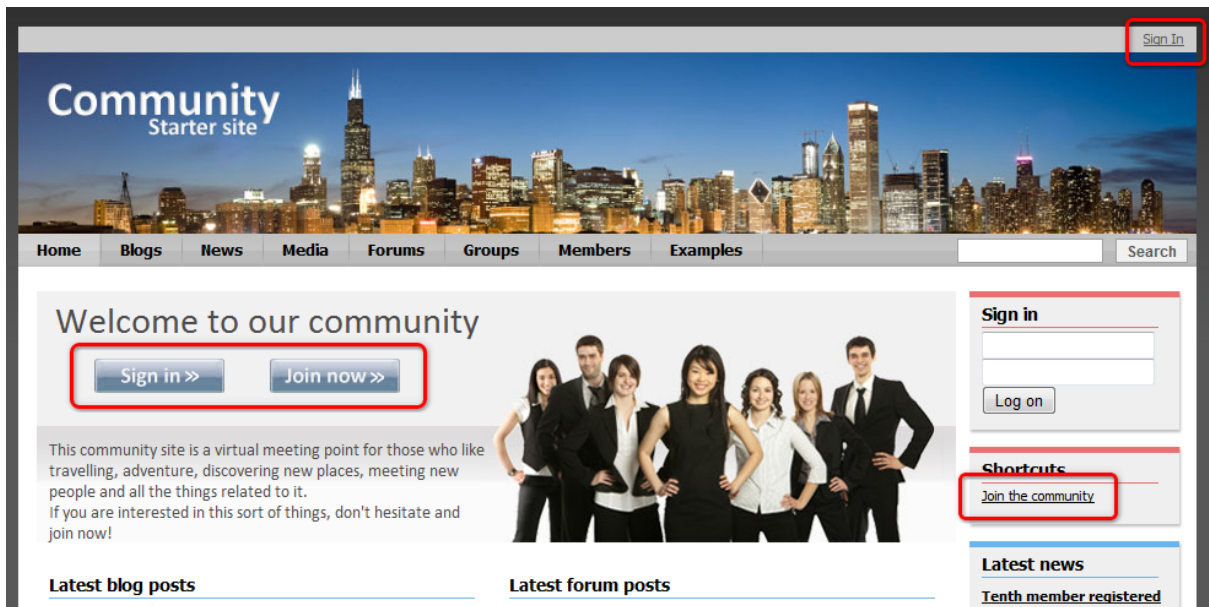 Sign In
Community
Starter site
Home Blogs News Media Forums Groups Members Examples Search
Welcome to our community
Sign in » Join now »
This community site is a virtual meeting point for those who like
travelling, adventure, discovering new places, meeting new
people and all the things related to it.
If you are interested in this sort of things, don't hesitate and
join now!
Latest blog posts
Latest forum posts
Sign in
Log on
Shortcuts
Join the community
Latest news
Tenth member registered